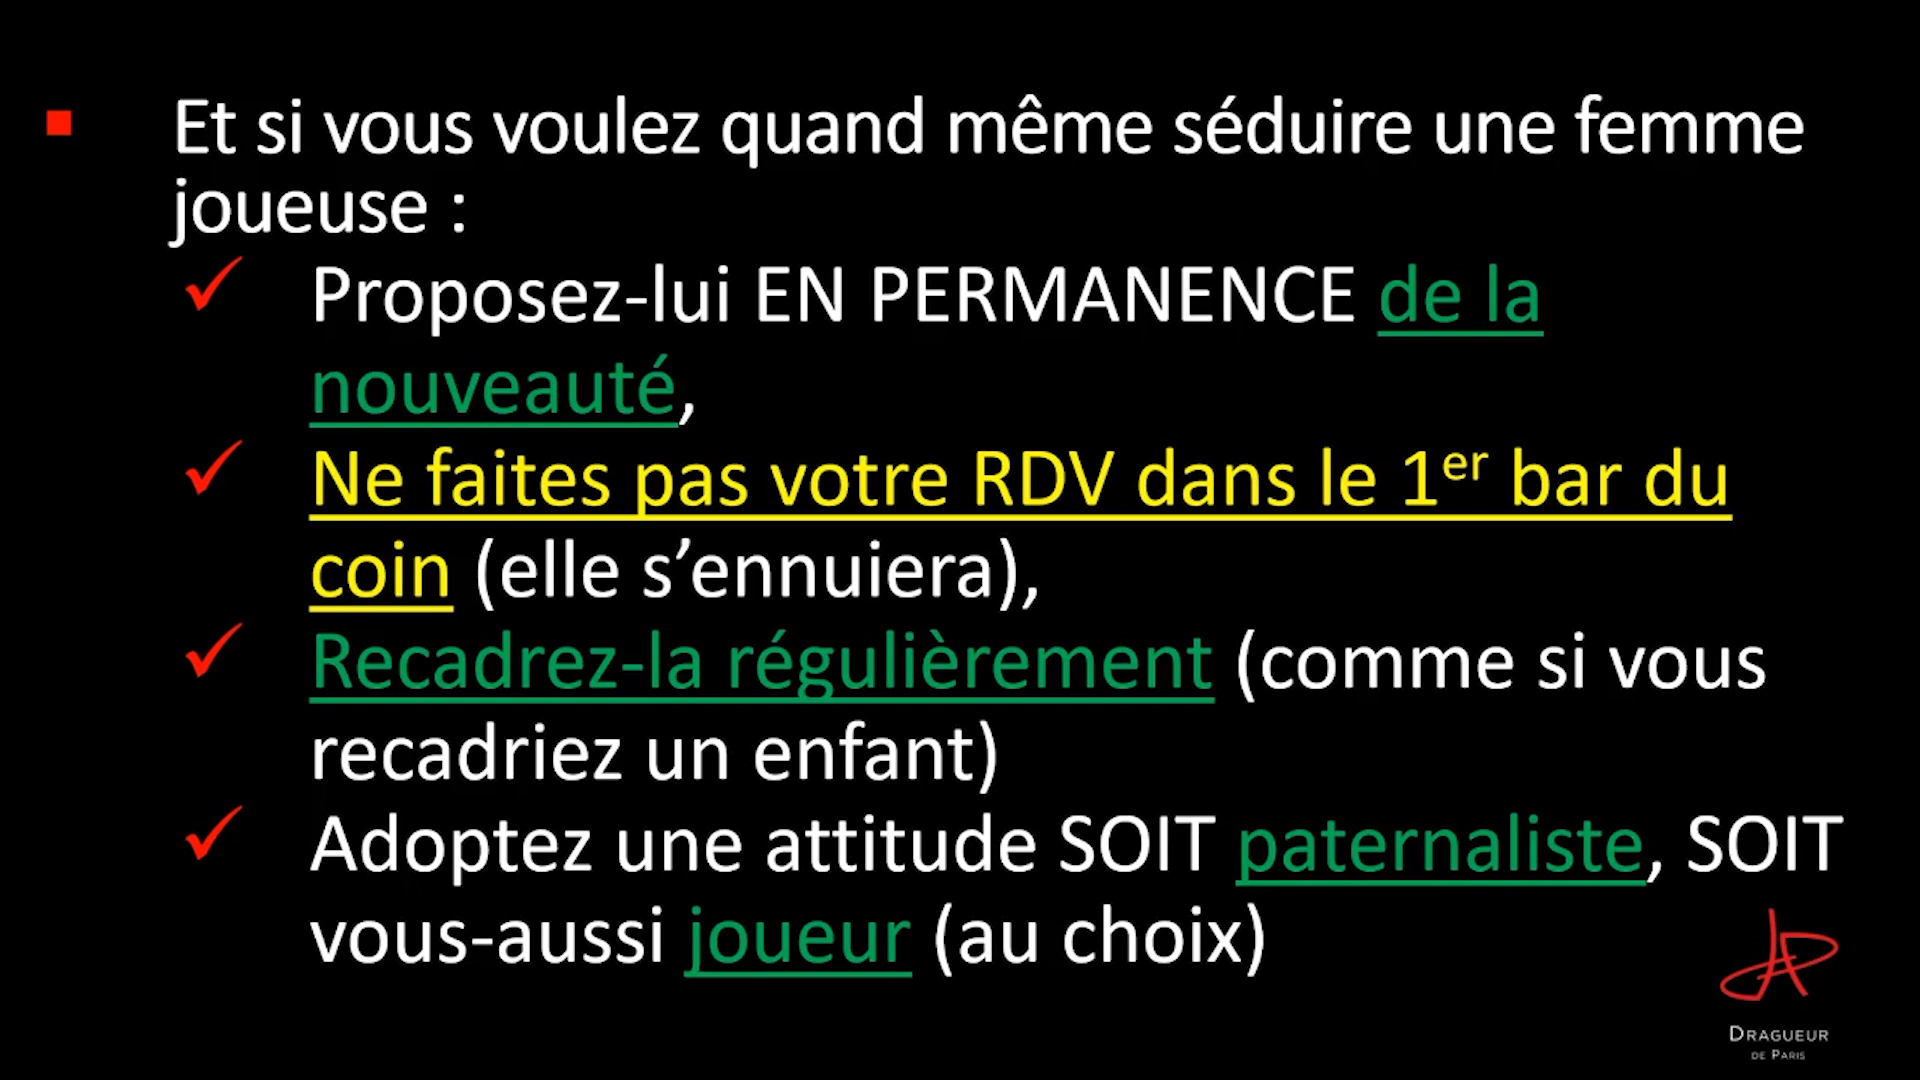 Et si vous voulez quand même séduire une femme
joueuse :
Proposez-lui EN PERMANENCE de la
nouveauté,
Ne faites pas votre RDV dans le 1er bar du
coin (elle s’ennuiera),
Recadrez-la régulièrement (comme si vous
recadriez un enfant)
Adoptez une attitude SOIT paternaliste, SOIT
vous-aussi joueur (au choix)
DRAGUEUR
DE PARIS